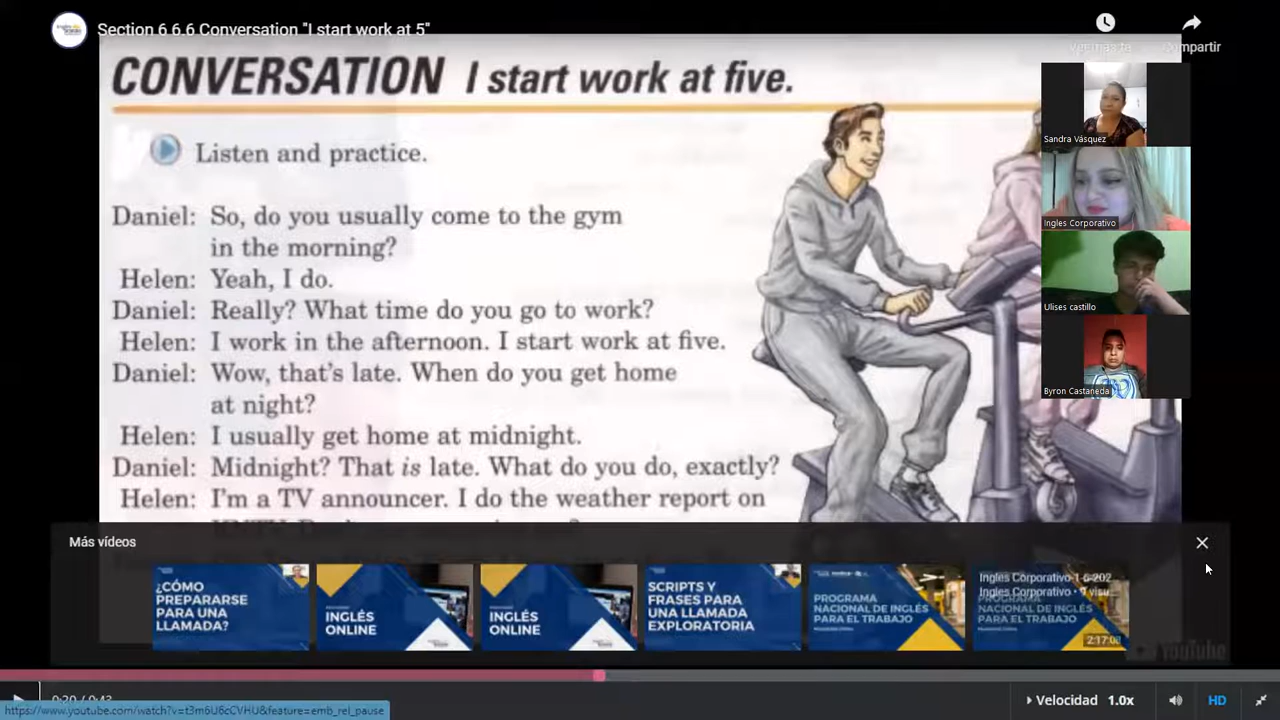 Section 6 6.6 Conversation "I start work at 5"
Compartir
CONVERSATION I start work at five.
Listen and practice.
Daniel: So, do you usually come to the gym
in the morning?
Helen: Yeah, I do.
Daniel: Really? What time do you go to work?
Helen: I work in the afternoon. I start work at five.
Daniel: Wow, that's late. When do you get home
at night?
Helen: I usually get home at midnight.
Daniel: Midnight? That is late. What do you do, exactly?
Helen: I'm a TV announcer. I do the weather report on
Sandra Vásquez
Ingles Corporativo
Ulises castillo
Byron Castaneda
Más vídeos
¿CÓMO
PREPARARSE
PARA UNA
LLAMADA?
INGLÉS
ONLINE
INGLÉS
ONLINE
SCRIPTS Y
FRASES PARA
UNA LLAMADA
EXPLORATORIA
PROGRAMA
NACIONAL DE INGLÉS
PARA EL TRABAJO
Ingles Corporativo
PROGRAMA
NACIONAL DE INGLÉS
PARA EL TRABAJO
2:17:08
YouTube
0:20 / 0:43
Velocidad 1.0x
HD
https://www.youtube.com/watch?v=t3m6U6cCVHU&feature=emb_rel_pause